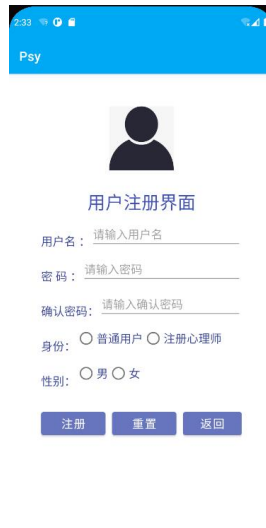 2:33
Psy
用户注册界面
用户名： 请输入用户名
密 码： 请输入密码
确认密码： 请输入确认密码
身份： 普通用户 注册心理师
性别： 男 女
注册 重置 返回